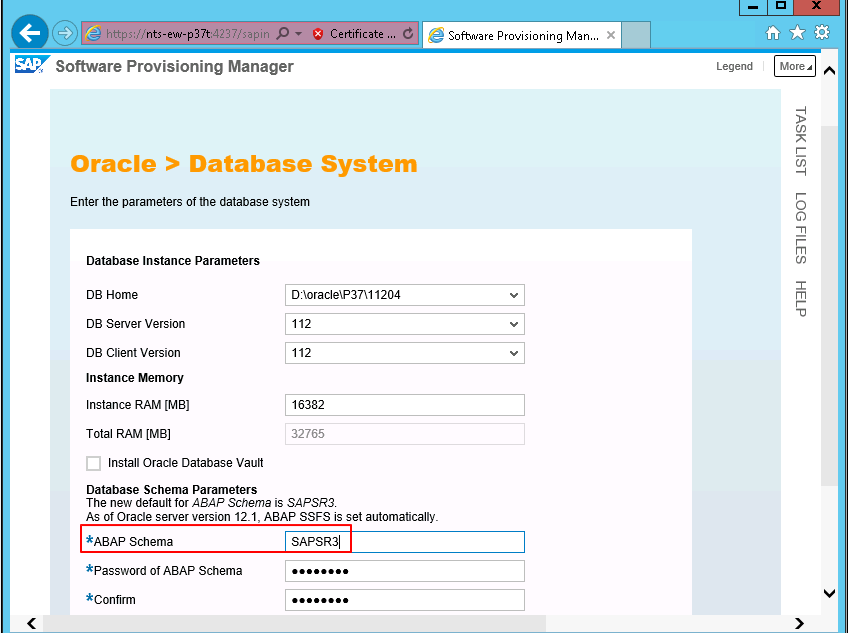 https://nts-ew-p37t:4237/sapin
Certificate ...
Software Provisioning Man...
SAP
Software Provisioning Manager
Legend
More
TASK LIST
LOG FILES
HELP
Oracle > Database System
Enter the parameters of the database system
Database Instance Parameters
DB Home D:\oracle\P37\11204
DB Server Version 112
DB Client Version 112
Instance Memory
Instance RAM [MB] 16382
Total RAM [MB] 32765
Install Oracle Database Vault
Database Schema Parameters
The new default for ABAP Schema is SAPSR3.
As of Oracle server version 12.1, ABAP SSFS is set automatically.
*ABAP Schema SAPSR3
*Password of ABAP Schema ●●●●●●●●
*Confirm ●●●●●●●●